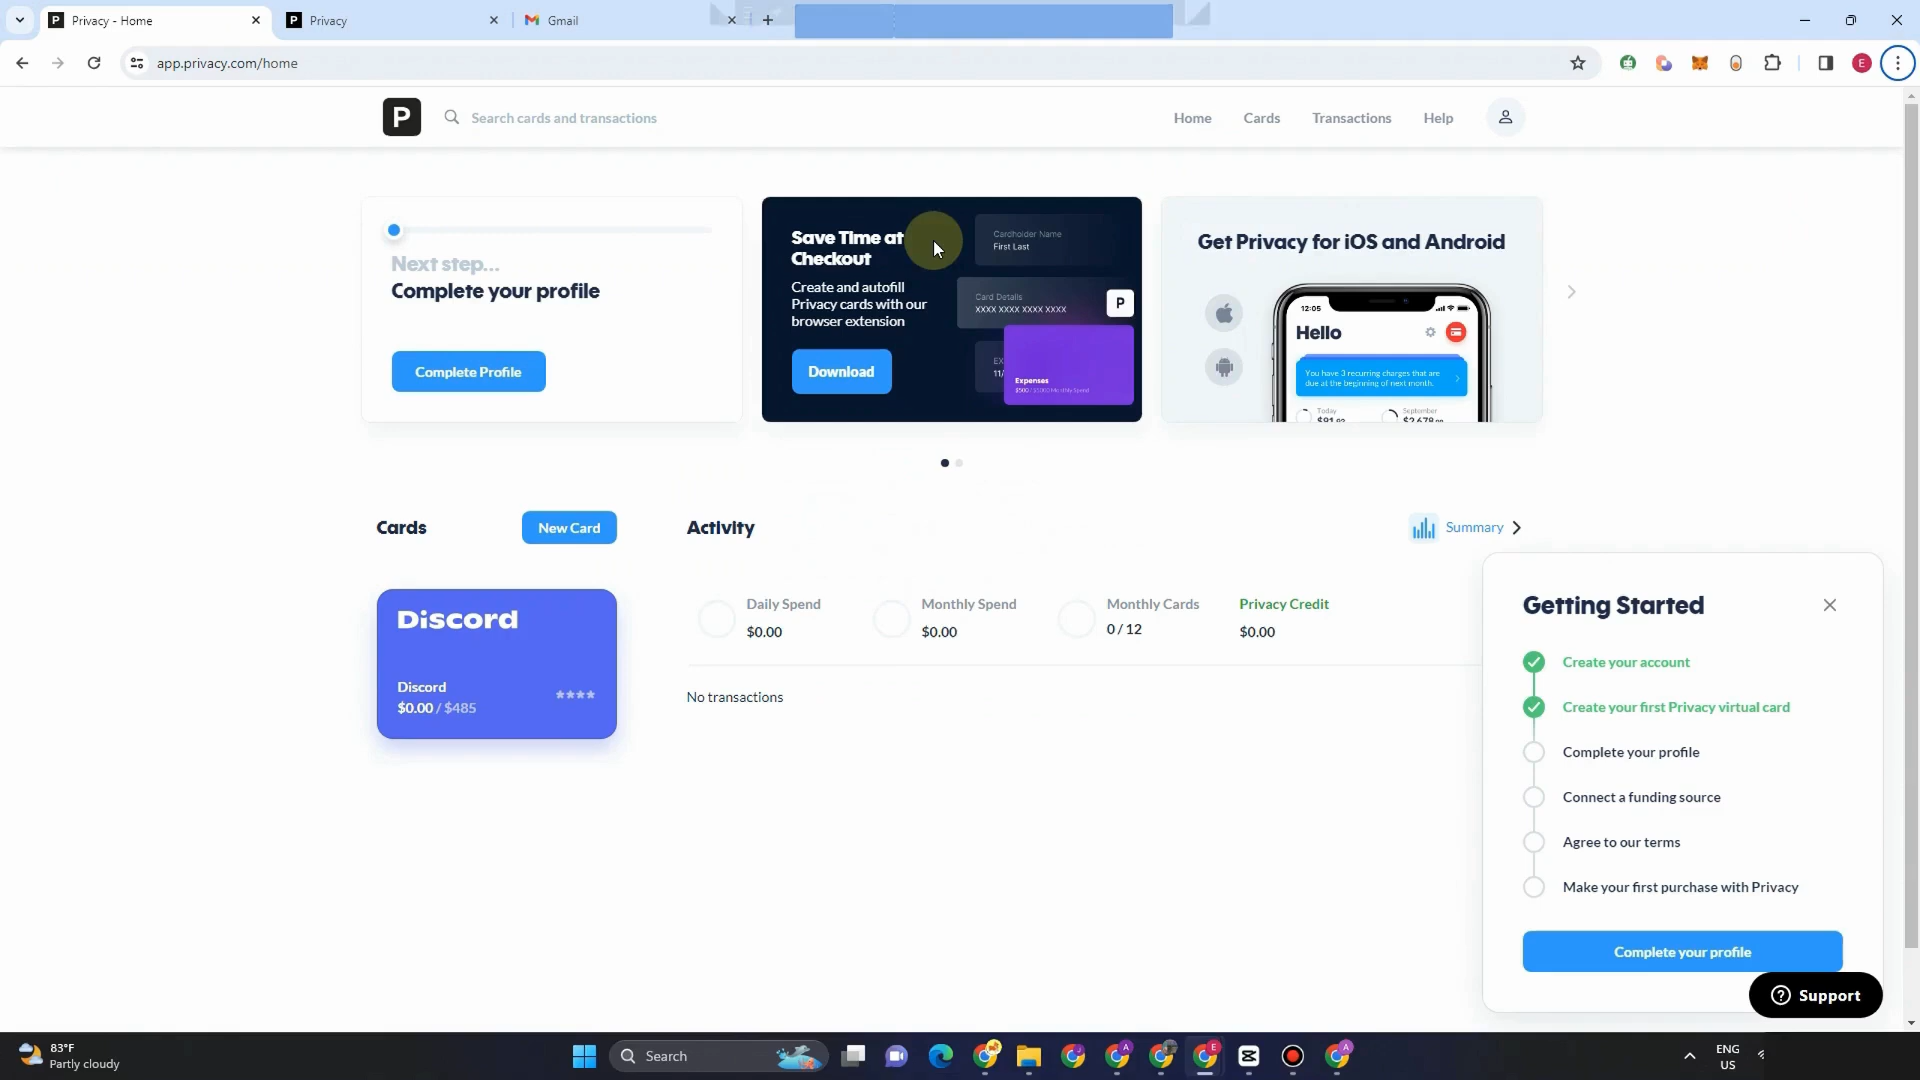 Privacy - Home
Privacy
Gmail
app.privacy.com/home
E
P
Search cards and transactions
Home
Cards
Transactions
Help
Next step...
Complete your profile
Complete Profile
Save Time at
Checkout
Create and autofill
Privacy cards with our
browser extension
Download
Cardholder Name
First Last
Card Details
XXXX XXXX XXXX XXXX
P
EX
11/
Expenses
Get Privacy for iOS and Android
12:05
Hello
You have 3 recurring charges that are
due at the beginning of next month.
Today
September
Cards
New Card
Activity
Summary
Discord
Discord
$0.00 / $485
****
Daily Spend
$0.00
Monthly Spend
$0.00
Monthly Cards
0 / 12
Privacy Credit
$0.00
No transactions
Getting Started
Create your account
Create your first Privacy virtual card
Complete your profile
Connect a funding source
Agree to our terms
Make your first purchase with Privacy
Complete your profile
Support
83°F
Partly cloudy
Search
ENG
US